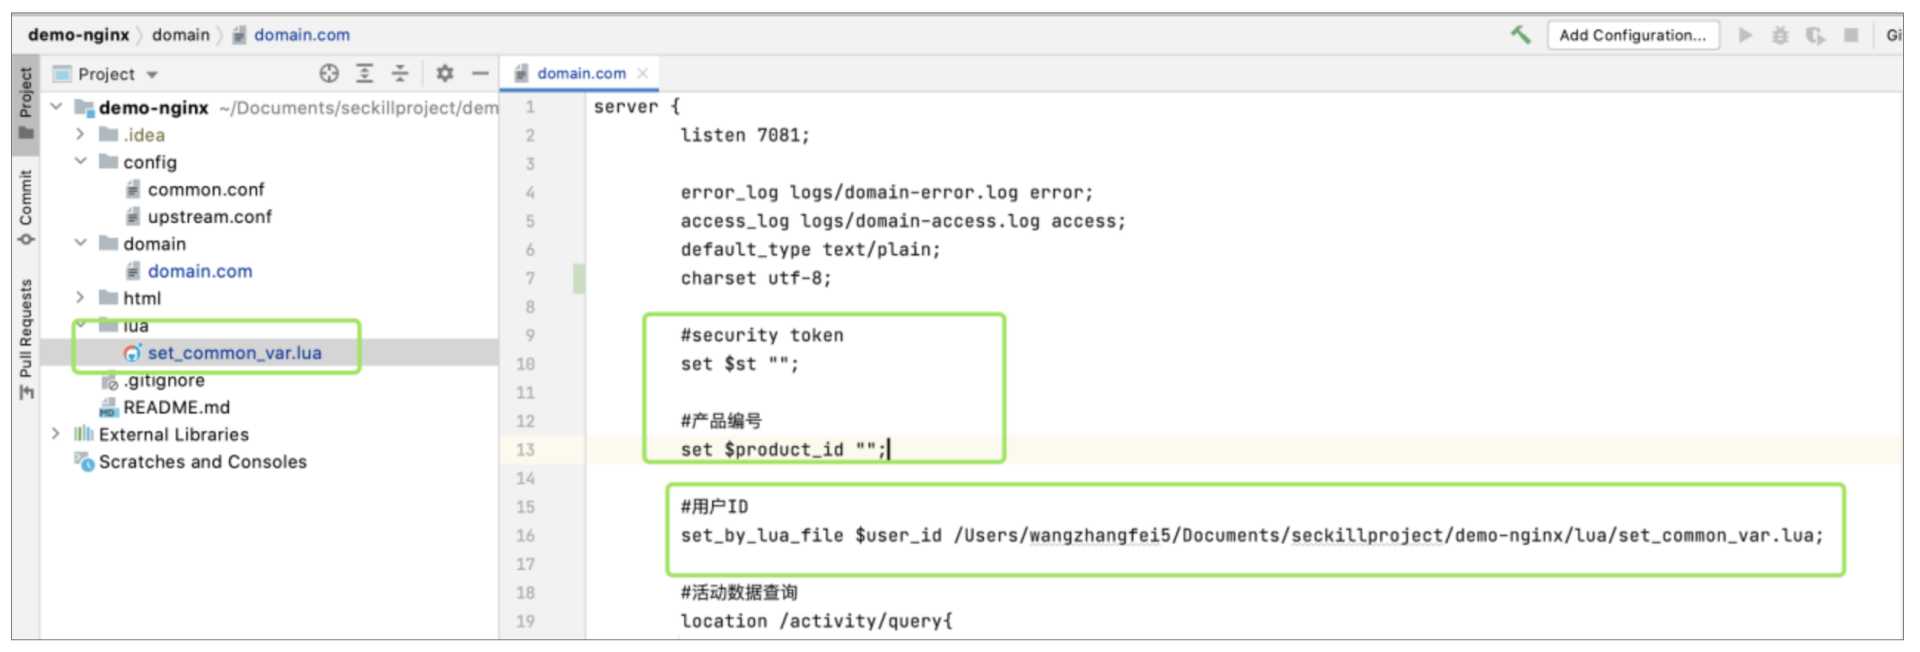 demo-nginx domain domain.com
Add Configuration...
Gi
Project
Commit
Pull Requests
Project
demo-nginx ~/Documents/seckillproject/dem
.idea
config
common.conf
upstream.conf
domain
domain.com
html
lua
set_common_var.lua
.gitignore
README.md
External Libraries
Scratches and Consoles
domain.com
1 server {
2 listen 7081;
3
4 error_log logs/domain-error.log error;
5 access_log logs/domain-access.log access;
6 default_type text/plain;
7 charset utf-8;
8
9 #security token
10 set $st "";
11
12 #产品编号
13 set $product_id "";
14
15 #用户ID
16 set_by_lua_file $user_id /Users/wangzhangfei5/Documents/seckillproject/demo-nginx/lua/set_common_var.lua;
17
18 #活动数据查询
19 location /activity/query{